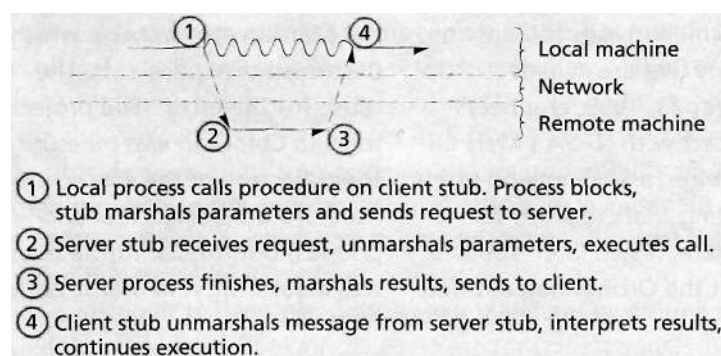 1
4
Local machine
Network
2
3
Remote machine
1 Local process calls procedure on client stub. Process blocks,
stub marshals parameters and sends request to server.
2 Server stub receives request, unmarshals parameters, executes call.
3 Server process finishes, marshals results, sends to client.
4 Client stub unmarshals message from server stub, interprets results,
continues execution.